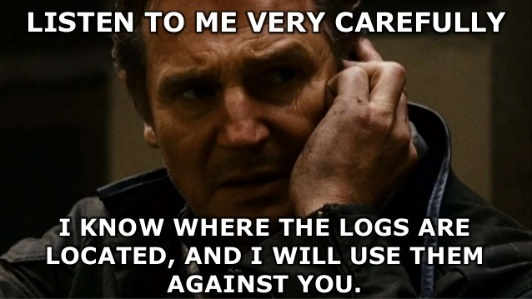 LISTEN TO ME VERY CAREFULLY
I KNOW WHERE THE LOGS ARE
LOCATED, AND I WILL USE THEM
AGAINST YOU.